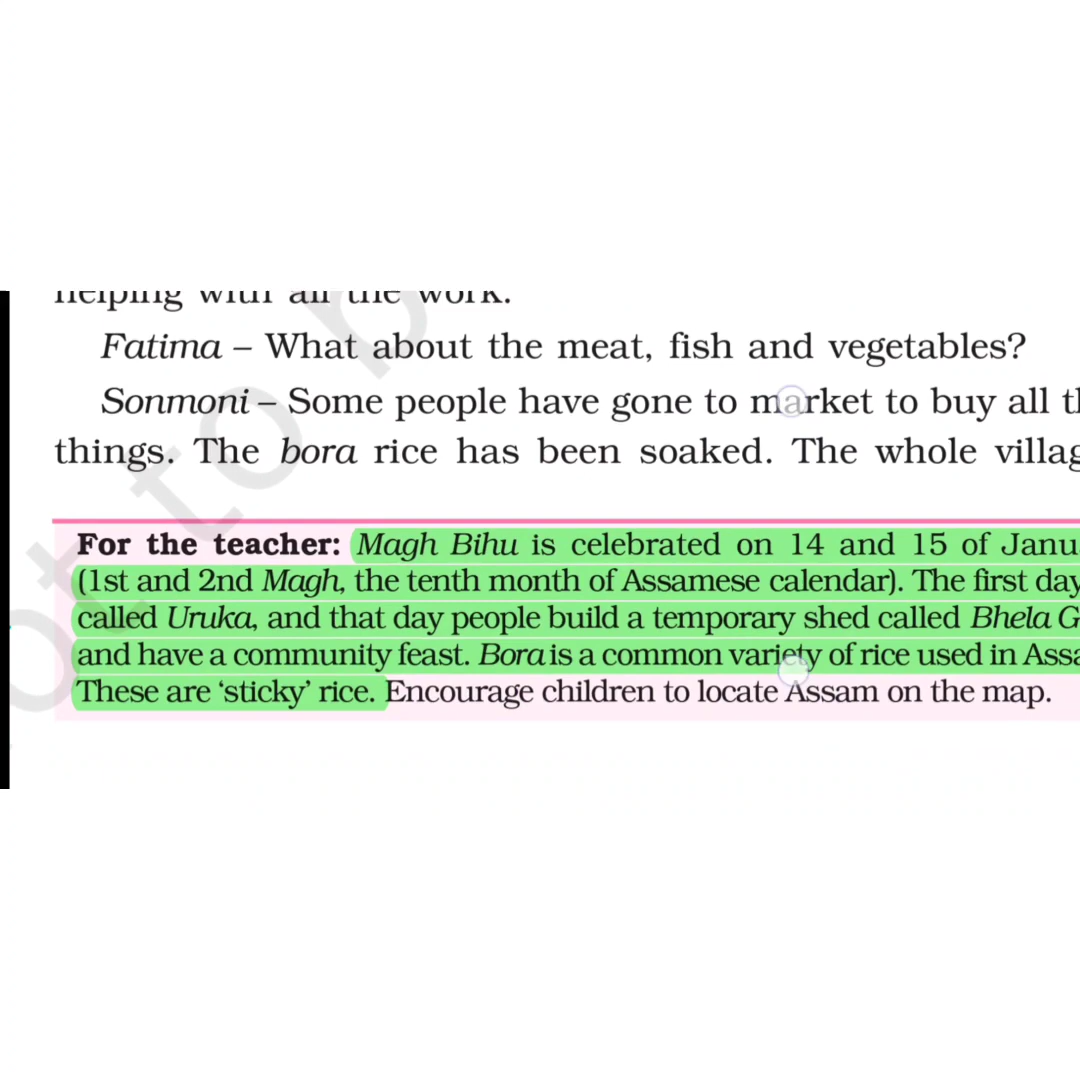 helping with all the work.
Fatima – What about the meat, fish and vegetables?
Sonmoni – Some people have gone to market to buy all
things. The bora rice has been soaked. The whole
For the teacher: Magh Bihu is celebrated on 14 and 15 of
(1st and 2nd Magh, the tenth month of Assamese calendar). The first day
called Uruka, and that day people build a temporary shed called Bhela
and have a community feast. Bora is a common variety of rice used in
These are ‘sticky’ rice. Encourage children to locate Assam on the map.